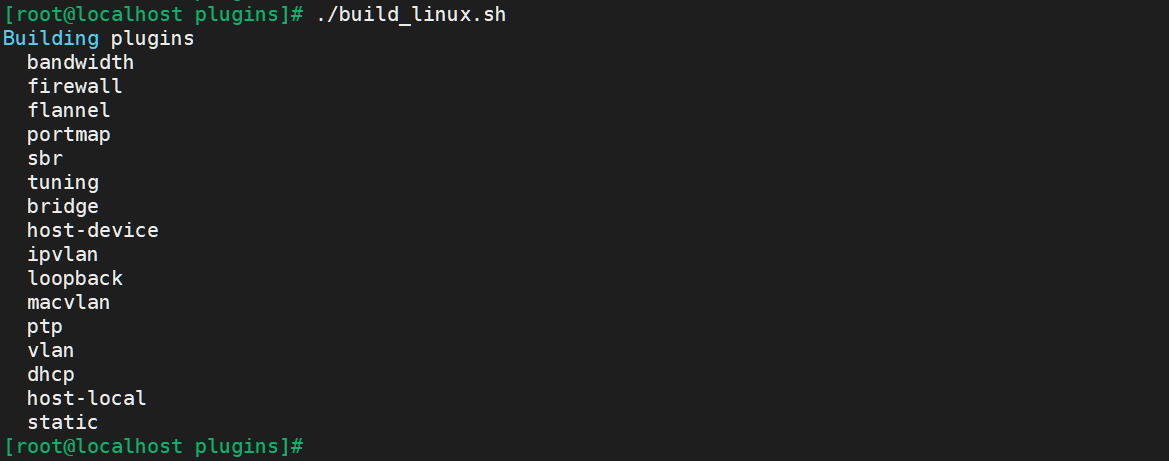 [root@localhost plugins]# ./build_linux.sh
Building plugins
  bandwidth
  firewall
  flannel
  portmap
  sbr
  tuning
  bridge
  host-device
  ipvlan
  loopback
  macvlan
  ptp
  vlan
  dhcp
  host-local
  static
[root@localhost plugins]#